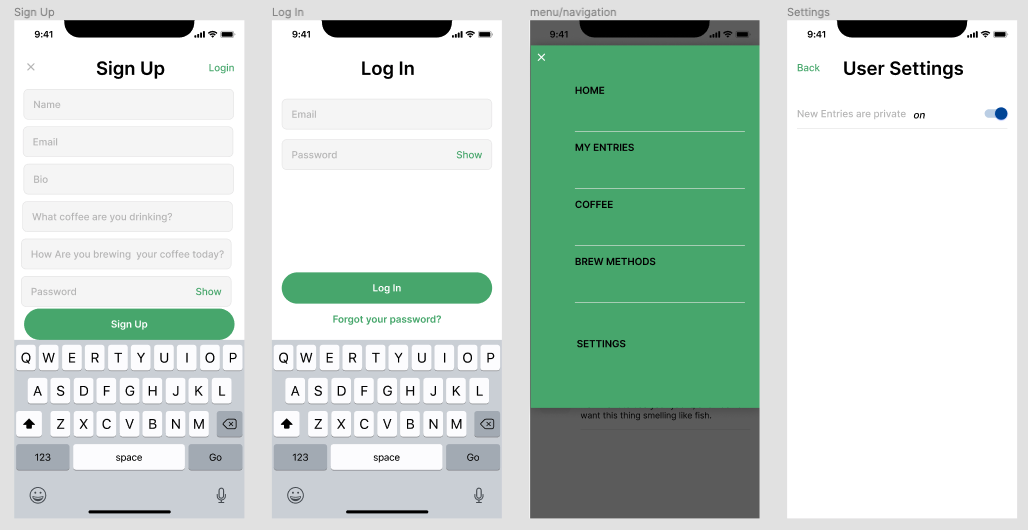 Sign Up
9:41
Sign Up
Login
Name
Email
Bio
What coffee are you drinking?
How Are you brewing your coffee today?
Password
Show
Sign Up
Q W E R T Y U I O P
A S D F G H J K L
Z X C V B N M
123
space
Go
Log In
9:41
Log In
Email
Password
Show
Log In
Forgot your password?
Q W E R T Y U I O P
A S D F G H J K L
Z X C V B N M
123
space
Go
menu/navigation
9:41
HOME
MY ENTRIES
COFFEE
BREW METHODS
SETTINGS
want this thing smelling like fish.
Settings
9:41
Back
User Settings
New Entries are private on